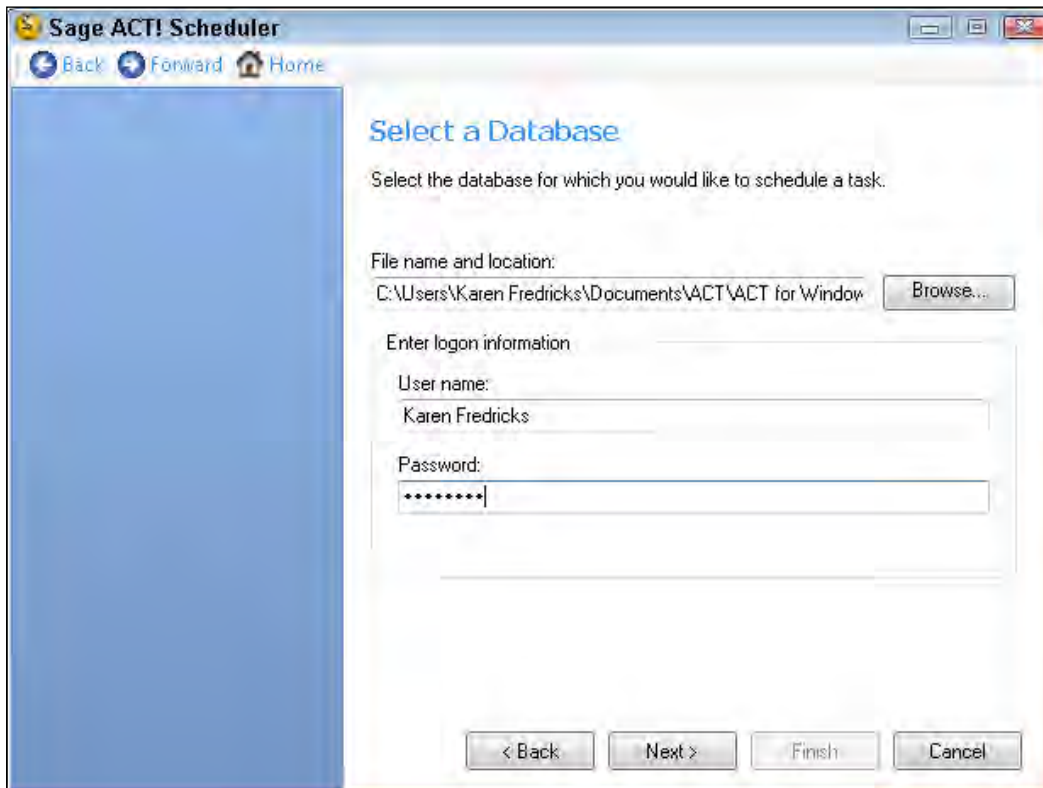 Sage ACT! Scheduler
Back Forward Home
Select a Database
Select the database for which you would like to schedule a task.
File name and location:
C:\Users\Karen Fredricks\Documents\ACT\ACT for Window
Browse...
Enter logon information
User name:
Karen Fredricks
Password:
••••••••
< Back Next > Finish Cancel